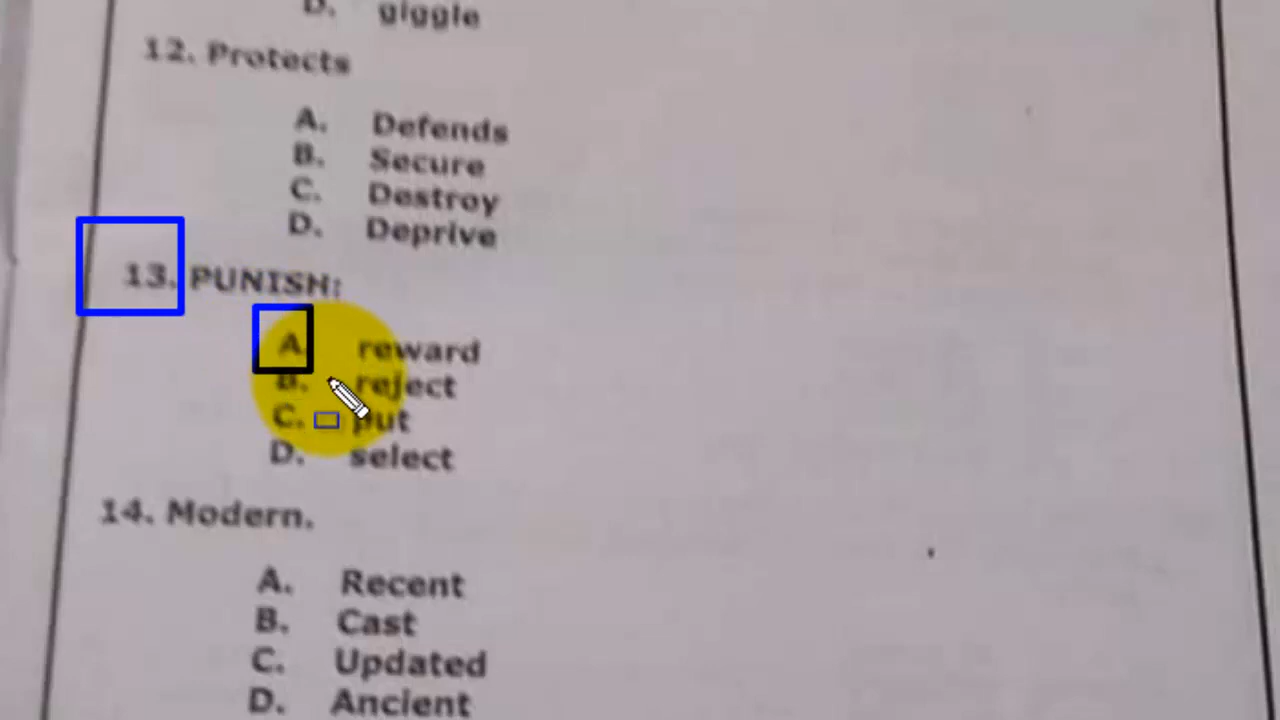 D. giggle
12. Protects
A. Defends
B. Secure
C. Destroy
D. Deprive
13. PUNISH:
A. reward
B. reject
C. put
D. select
14. Modern.
A. Recent
B. Cast
C. Updated
D. Ancient